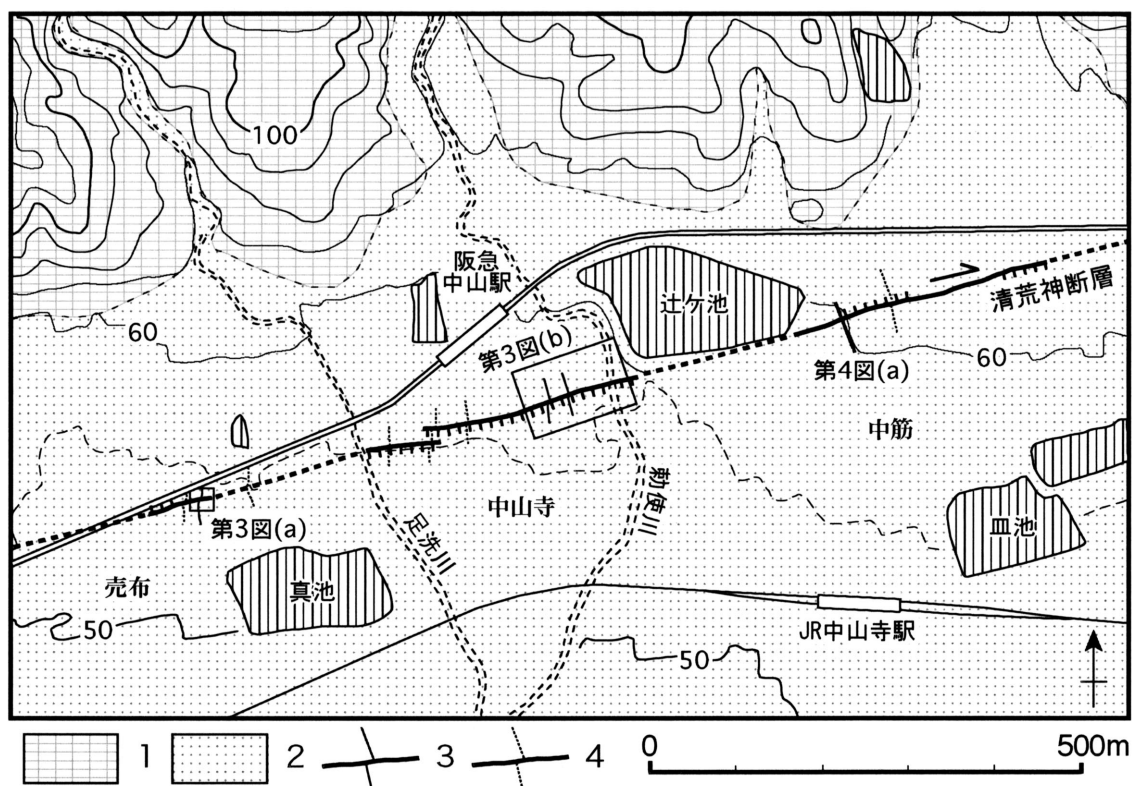 100
60
阪急
中山駅
辻ケ池
清荒神断層
第3図(b)
第4図(a)
60
中筋
中山寺
勅使川
第3図(a)
足洗川
皿池
売布
真池
50
JR中山寺駅
50
1
2
3
4
0
500m